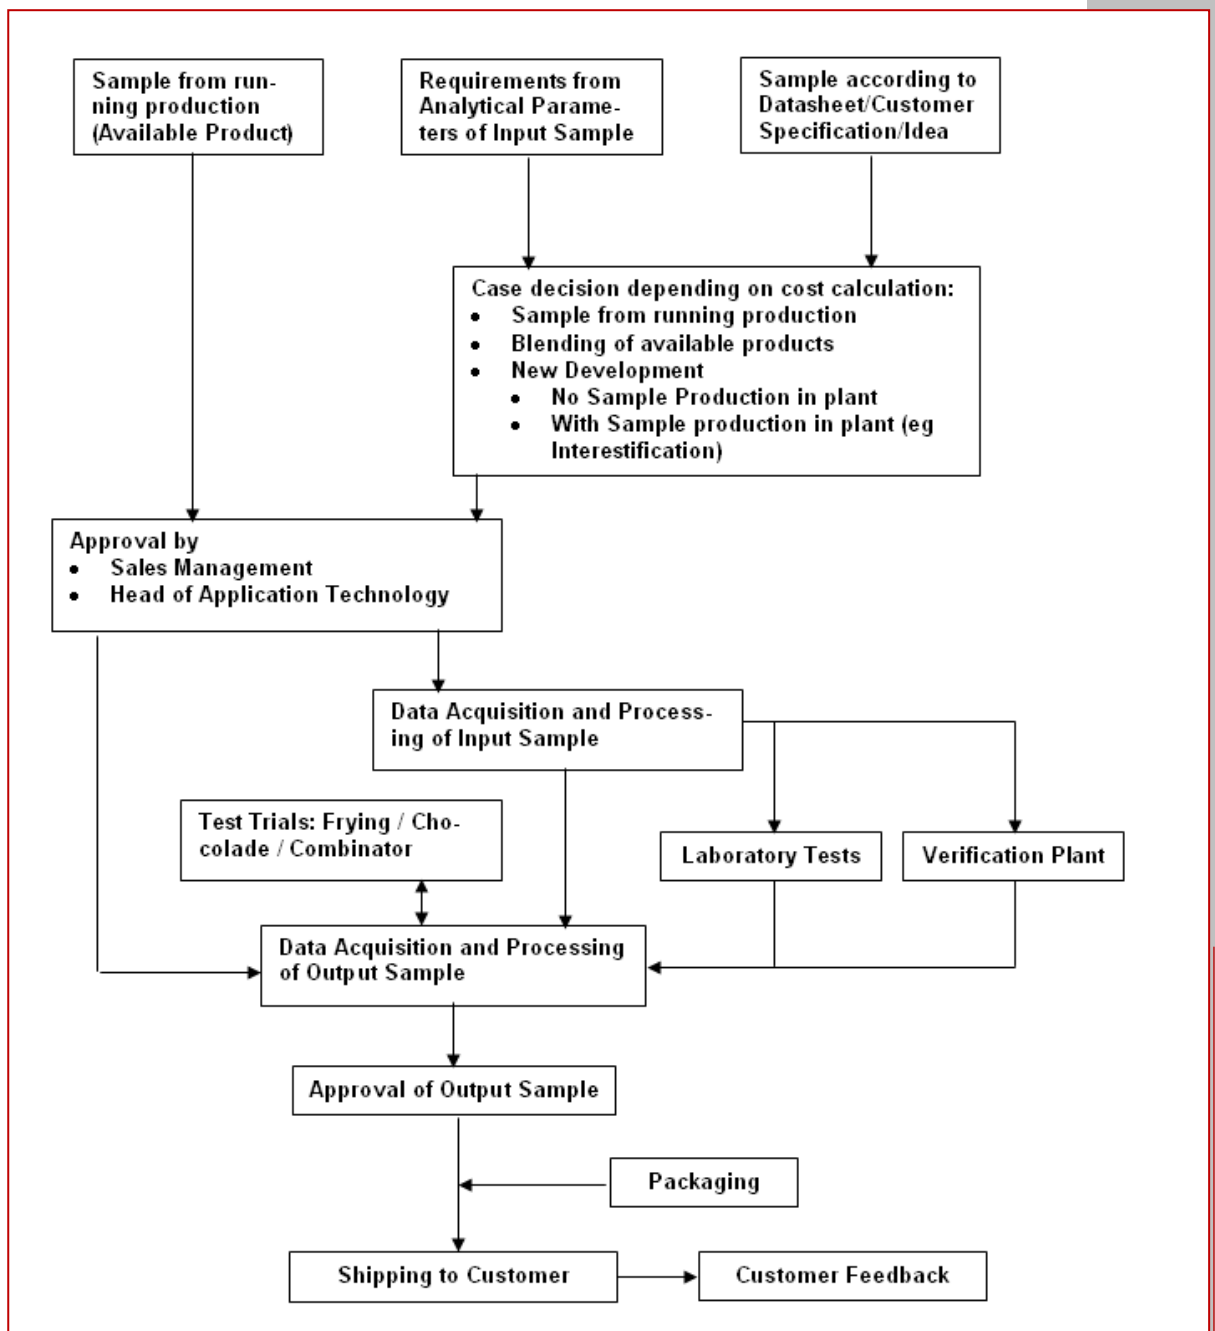 Sample from run-
ning production
(Available Product)
Requirements from
Analytical Parame-
ters of Input Sample
Sample according to
Datasheet/Customer
Specification/Idea
Case decision depending on cost calculation:
• Sample from running production
• Blending of available products
• New Development
• No Sample Production in plant
• With Sample production in plant (eg
Interestification)
Approval by
• Sales Management
• Head of Application Technology
Data Acquisition and Process-
ing of Input Sample
Test Trials: Frying / Cho-
colade / Combinator
Laboratory Tests
Verification Plant
Data Acquisition and Processing
of Output Sample
Approval of Output Sample
Packaging
Shipping to Customer
Customer Feedback